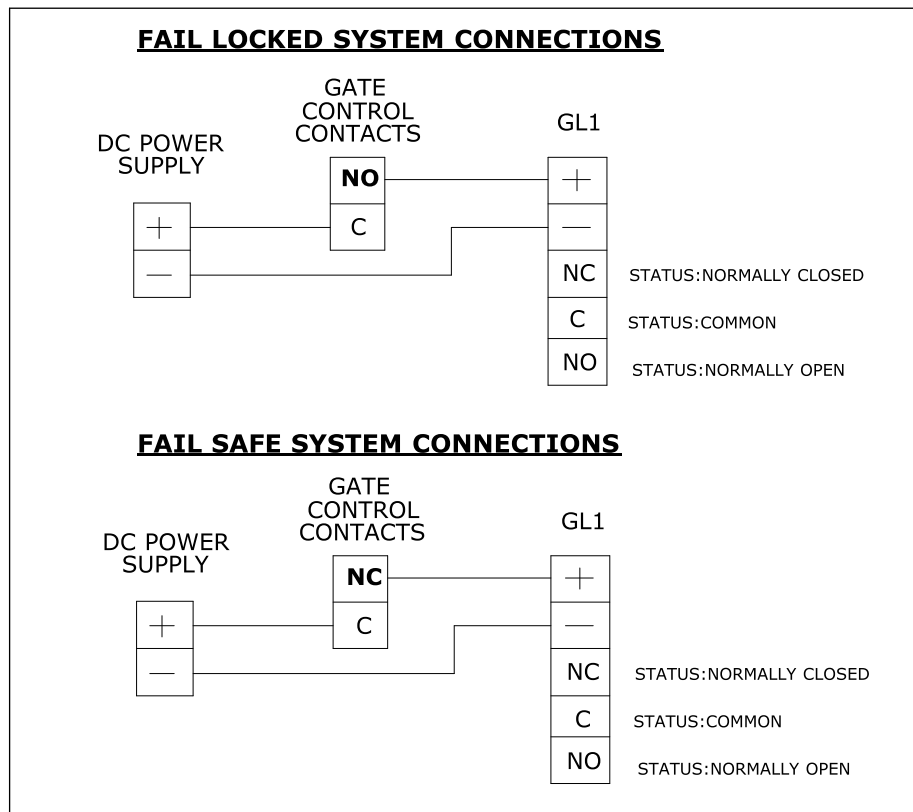 FAIL LOCKED SYSTEM CONNECTIONS
GATE
CONTROL
CONTACTS
GL1
DC POWER
SUPPLY
NO
+
+
C
—
—
NC
STATUS:NORMALLY CLOSED
C
STATUS:COMMON
NO
STATUS:NORMALLY OPEN
FAIL SAFE SYSTEM CONNECTIONS
GATE
CONTROL
CONTACTS
GL1
DC POWER
SUPPLY
NC
+
+
C
—
—
NC
STATUS:NORMALLY CLOSED
C
STATUS:COMMON
NO
STATUS:NORMALLY OPEN